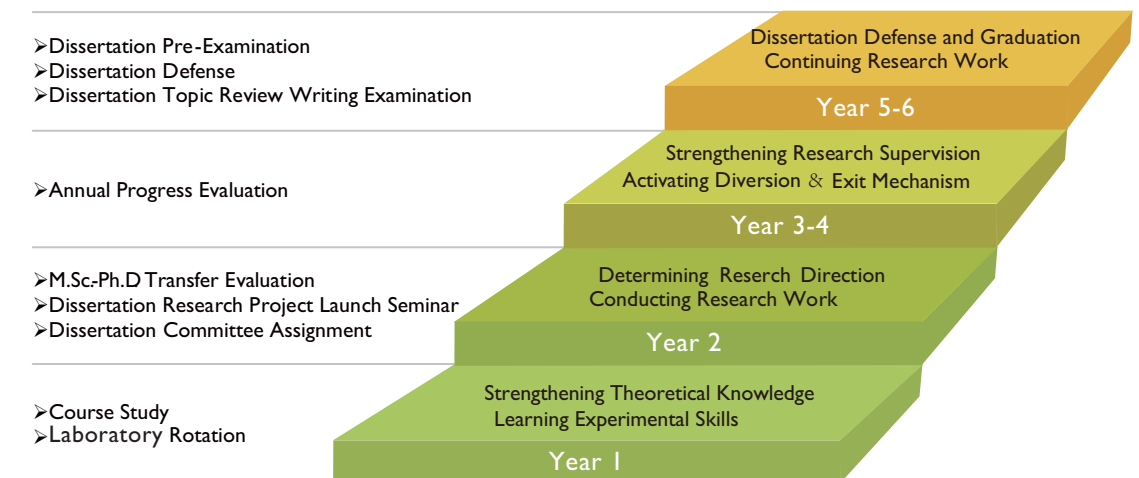 ➢Dissertation Pre-Examination
➢Dissertation Defense
➢Dissertation Topic Review Writing Examination
Dissertation Defense and Graduation
Continuing Research Work
Year 5-6
➢Annual Progress Evaluation
Strengthening Research Supervision
Activating Diversion & Exit Mechanism
Year 3-4
➢M.Sc.-Ph.D Transfer Evaluation
➢Dissertation Research Project Launch Seminar
➢Dissertation Committee Assignment
Determining Reserch Direction
Conducting Research Work
Year 2
➢Course Study
➢Laboratory Rotation
Strengthening Theoretical Knowledge
Learning Experimental Skills
Year 1